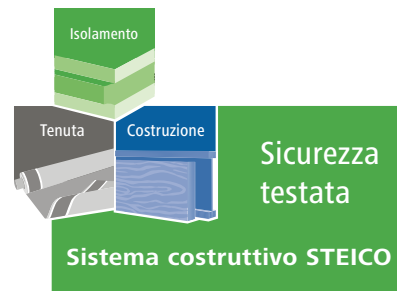 Isolamento
Tenuta
Costruzione
Sicurezza
testata
Sistema costruttivo STEICO